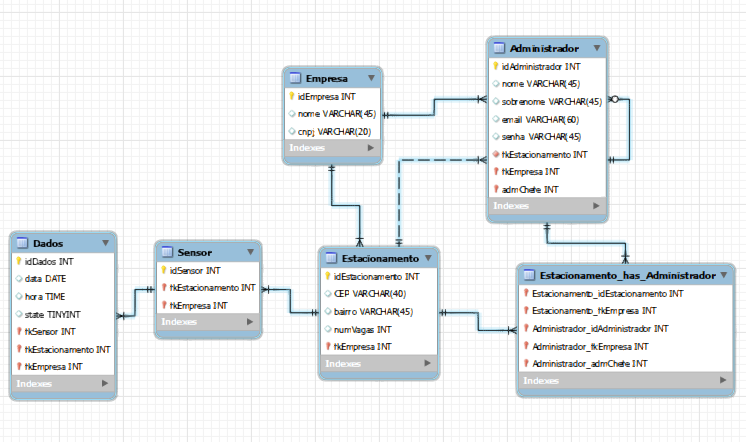 Administrador
idAdministrador INT
nome VARCHAR(45)
sobrenome VARCHAR(45)
email VARCHAR(60)
senha VARCHAR(45)
fkEstacionamento INT
fkEmpresa INT
admChefe INT
Indexes
Empresa
idEmpresa INT
nome VARCHAR(45)
cnpj VARCHAR(20)
Indexes
Dados
idDados INT
data DATE
hora TIME
state TINYINT
fkSensor INT
fkEstacionamento INT
fkEmpresa INT
Indexes
Sensor
idSensor INT
fkEstacionamento INT
fkEmpresa INT
Indexes
Estacionamento
idEstacionamento INT
CEP VARCHAR(40)
bairro VARCHAR(45)
numVagas INT
fkEmpresa INT
Indexes
Estacionamento_has_Administrador
Estacionamento_idEstacionamento INT
Estacionamento_fkEmpresa INT
Administrador_idAdministrador INT
Administrador_fkEmpresa INT
Administrador_admChefe INT
Indexes